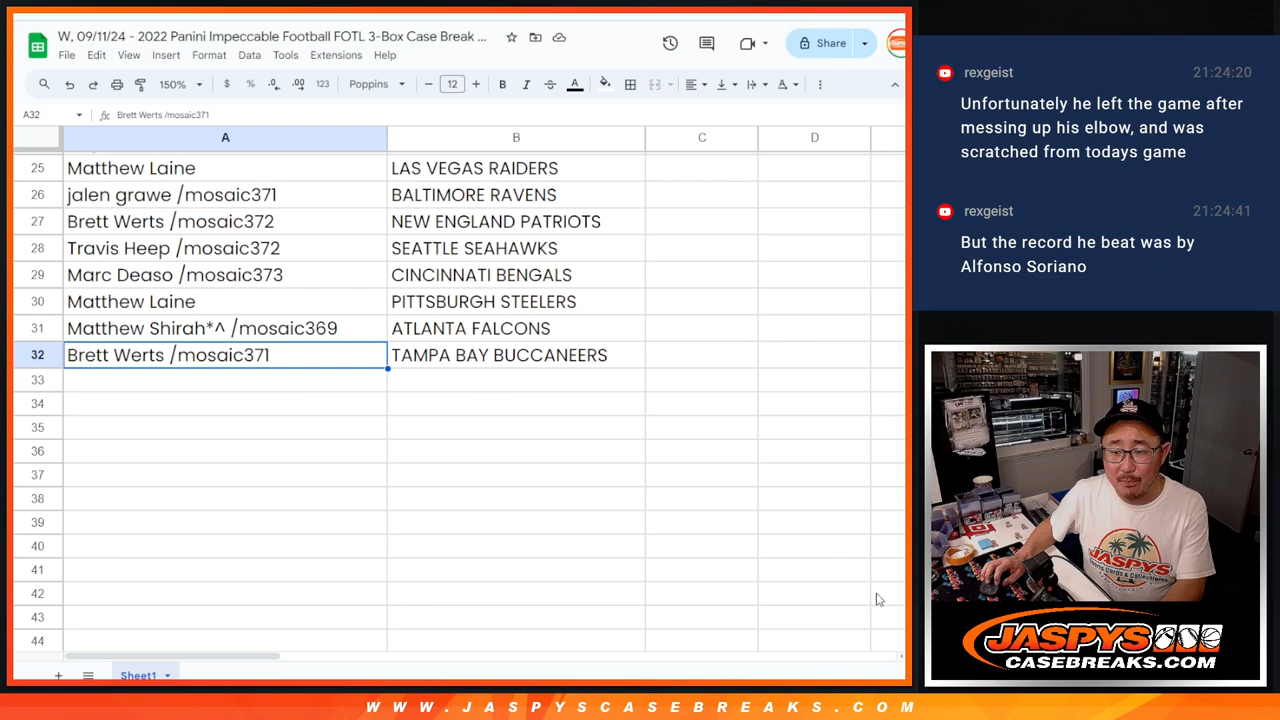 W, 09/11/24 - 2022 Panini Impeccable Football FOTL 3-Box Case Break ...
Share
File Edit View Insert Format Data Tools Extensions Help
150% $ % .0 .00 123 Poppins 12 B I A
A32 fx Brett Werts /mosaic371
A B C D
25 Matthew Laine LAS VEGAS RAIDERS
26 jalen grawe /mosaic371 BALTIMORE RAVENS
27 Brett Werts /mosaic372 NEW ENGLAND PATRIOTS
28 Travis Heep /mosaic372 SEATTLE SEAHAWKS
29 Marc Deaso /mosaic373 CINCINNATI BENGALS
30 Matthew Laine PITTSBURGH STEELERS
31 Matthew Shirah*^ /mosaic369 ATLANTA FALCONS
32 Brett Werts /mosaic371 TAMPA BAY BUCCANEERS
33
34
35
36
37
38
39
40
41
42
43
44
Sheet1
rexgeist 21:24:20
Unfortunately he left the game after
messing up his elbow, and was
scratched from todays game
rexgeist 21:24:41
But the record he beat was by
Alfonso Soriano
JASPYS
JASPYS
CASEBREAKS.COM
WWW.JASPYSCASEBREAKS.COM